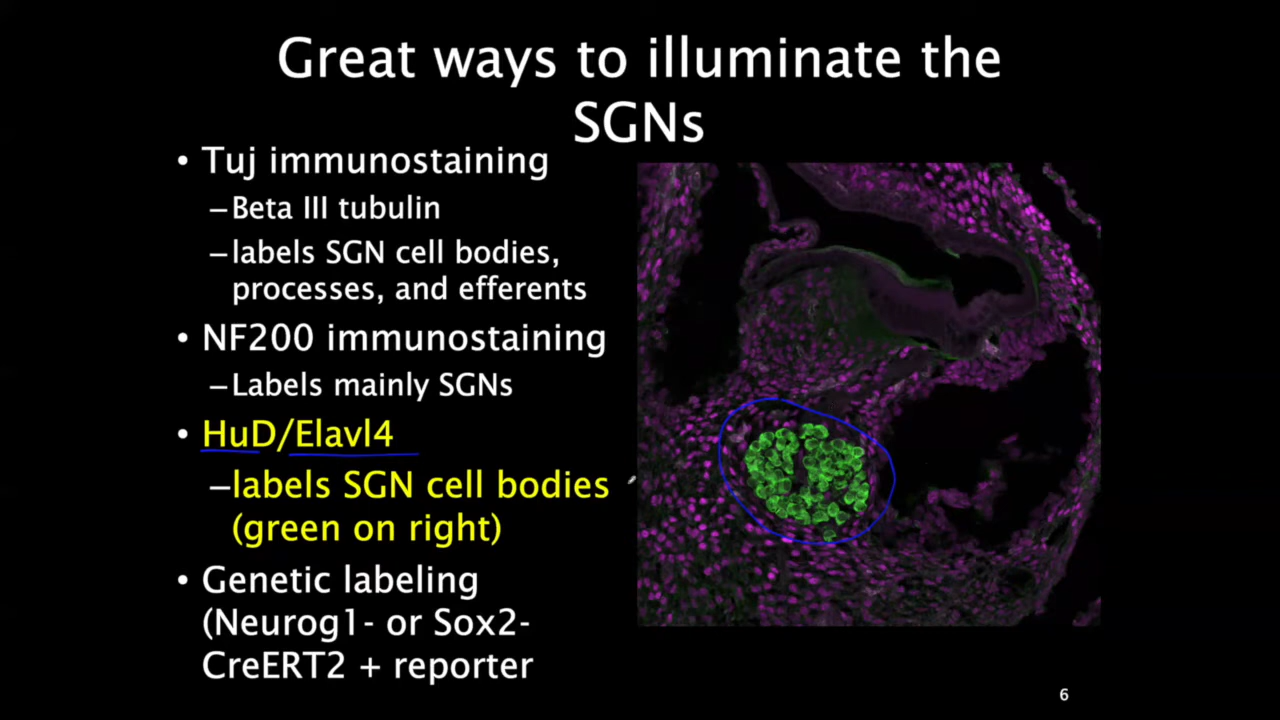 Great ways to illuminate the
SGNs
• Tuj immunostaining
–Beta III tubulin
–labels SGN cell bodies,
processes, and efferents
• NF200 immunostaining
–Labels mainly SGNs
• HuD/Elavl4
–labels SGN cell bodies
(green on right)
• Genetic labeling
(Neurog1- or Sox2-
CreERT2 + reporter
6